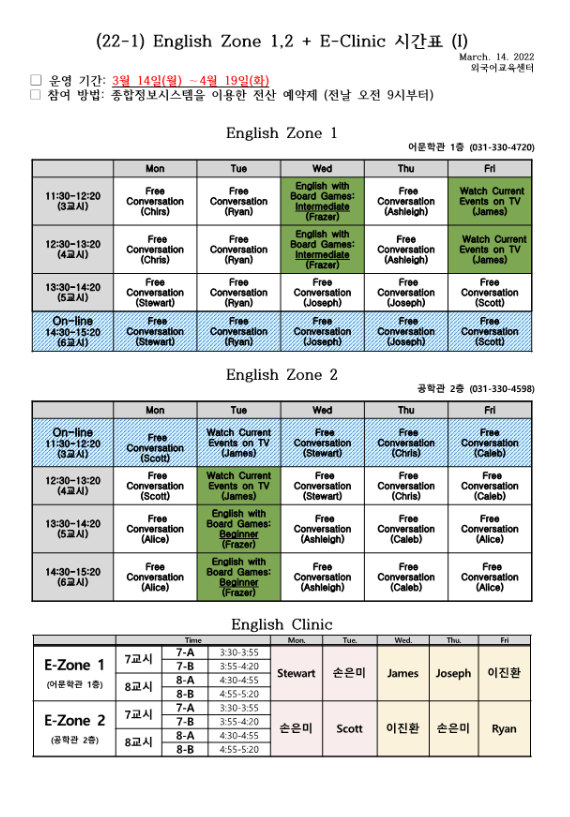 (22-1) English Zone 1,2 + E-Clinic 시간표 (I)
March. 14. 2022
외국어교육센터
□ 운영 기간: 3월 14일(월) ~4월 19일(화)
□ 참여 방법: 종합정보시스템을 이용한 전산 예약제 (전날 오전 9시부터)
English Zone 1
어문학관 1층 (031-330-4720)
Mon Tue Wed Thu Fri
11:30-12:20 (3교시) Free Conversation (Chirs) Free Conversation (Ryan) English with Board Games: Intermediate (Frazer) Free Conversation (Ashleigh) Watch Current Events on TV (James)
12:30-13:20 (4교시) Free Conversation (Chris) Free Conversation (Ryan) English with Board Games: Intermediate (Frazer) Free Conversation (Ashleigh) Watch Current Events on TV (James)
13:30-14:20 (5교시) Free Conversation (Stewart) Free Conversation (Ryan) Free Conversation (Joseph) Free Conversation (Joseph) Free Conversation (Scott)
On-line 14:30-15:20 (6교시) Free Conversation (Stewart) Free Conversation (Ryan) Free Conversation (Joseph) Free Conversation (Joseph) Free Conversation (Scott)
English Zone 2
공학관 2층 (031-330-4598)
Mon Tue Wed Thu Fri
On-line 11:30-12:20 (3교시) Free Conversation (Scott) Watch Current Events on TV (James) Free Conversation (Stewart) Free Conversation (Chris) Free Conversation (Caleb)
12:30-13:20 (4교시) Free Conversation (Scott) Watch Current Events on TV (James) Free Conversation (Stewart) Free Conversation (Chris) Free Conversation (Caleb)
13:30-14:20 (5교시) Free Conversation (Alice) English with Board Games: Beginner (Frazer) Free Conversation (Ashleigh) Free Conversation (Caleb) Free Conversation (Alice)
14:30-15:20 (6교시) Free Conversation (Alice) English with Board Games: Beginner (Frazer) Free Conversation (Ashleigh) Free Conversation (Caleb) Free Conversation (Alice)
English Clinic
Time Mon. Tue. Wed. Thu. Fri
E-Zone 1 (어문학관 1층) 7교시 7-A 3:30-3:55 Stewart 손은미 James Joseph 이진환
7-B 3:55-4:20
8교시 8-A 4:30-4:55
8-B 4:55-5:20
E-Zone 2 (공학관 2층) 7교시 7-A 3:30-3:55 손은미 Scott 이진환 손은미 Ryan
7-B 3:55-4:20
8교시 8-A 4:30-4:55
8-B 4:55-5:20